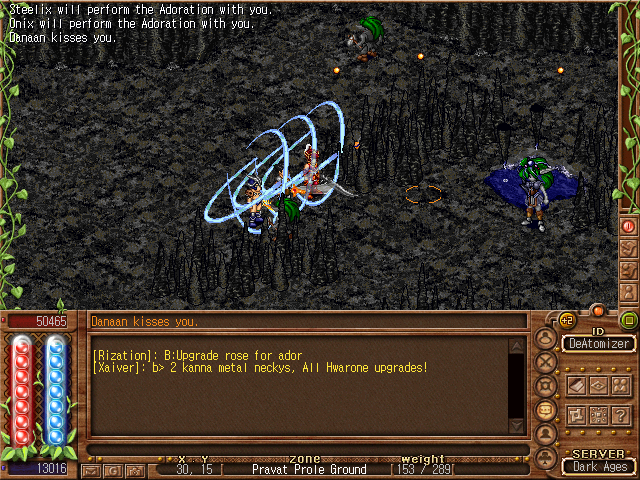 Steelix will perform the Adoration with you.
Unix will perform the Adoration with you.
Danaan kisses you.
50465
Danaan kisses you.
+2
ID
DeAtomizer
[Rization]: B:Upgrade rose for ador
[Xaiver]: b> 2 kanna metal neckys, All Hwarone upgrades!
?
13016
G
X Y
30, 15
zone
Pravat Prole Ground
weight
[153 / 289[
SERVER
Dark Ages